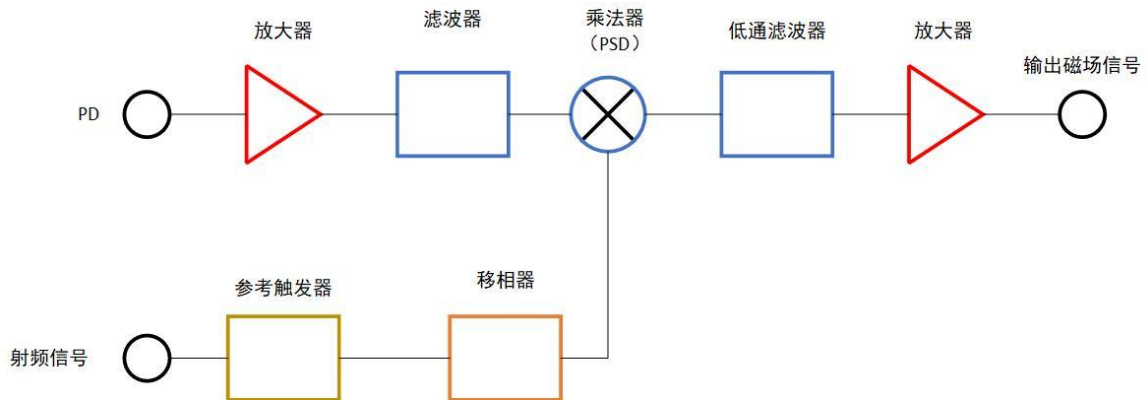 放大器
滤波器
乘法器
（PSD）
低通滤波器
放大器
输出磁场信号
PD
参考触发器
移相器
射频信号